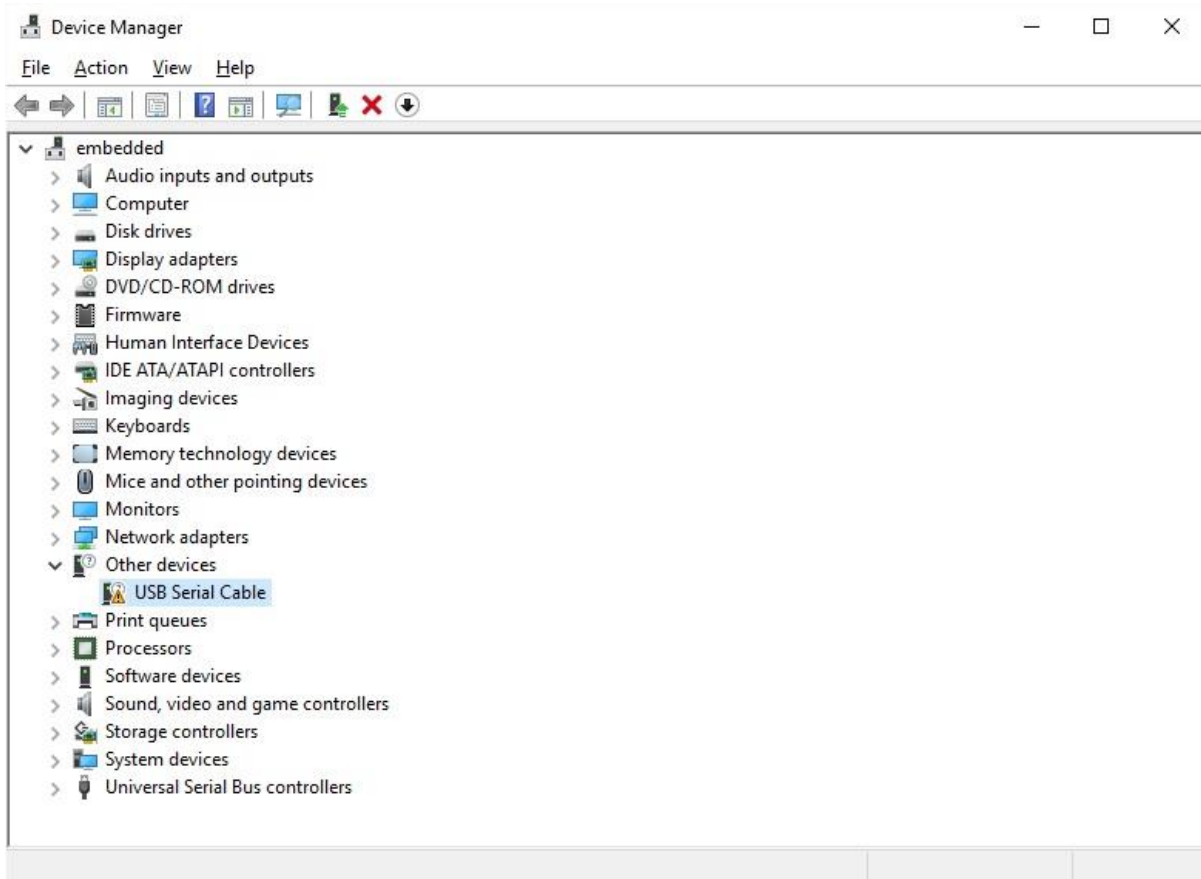 Device Manager
File Action View Help
embedded
Audio inputs and outputs
Computer
Disk drives
Display adapters
DVD/CD-ROM drives
Firmware
Human Interface Devices
IDE ATA/ATAPI controllers
Imaging devices
Keyboards
Memory technology devices
Mice and other pointing devices
Monitors
Network adapters
Other devices
USB Serial Cable
Print queues
Processors
Software devices
Sound, video and game controllers
Storage controllers
System devices
Universal Serial Bus controllers